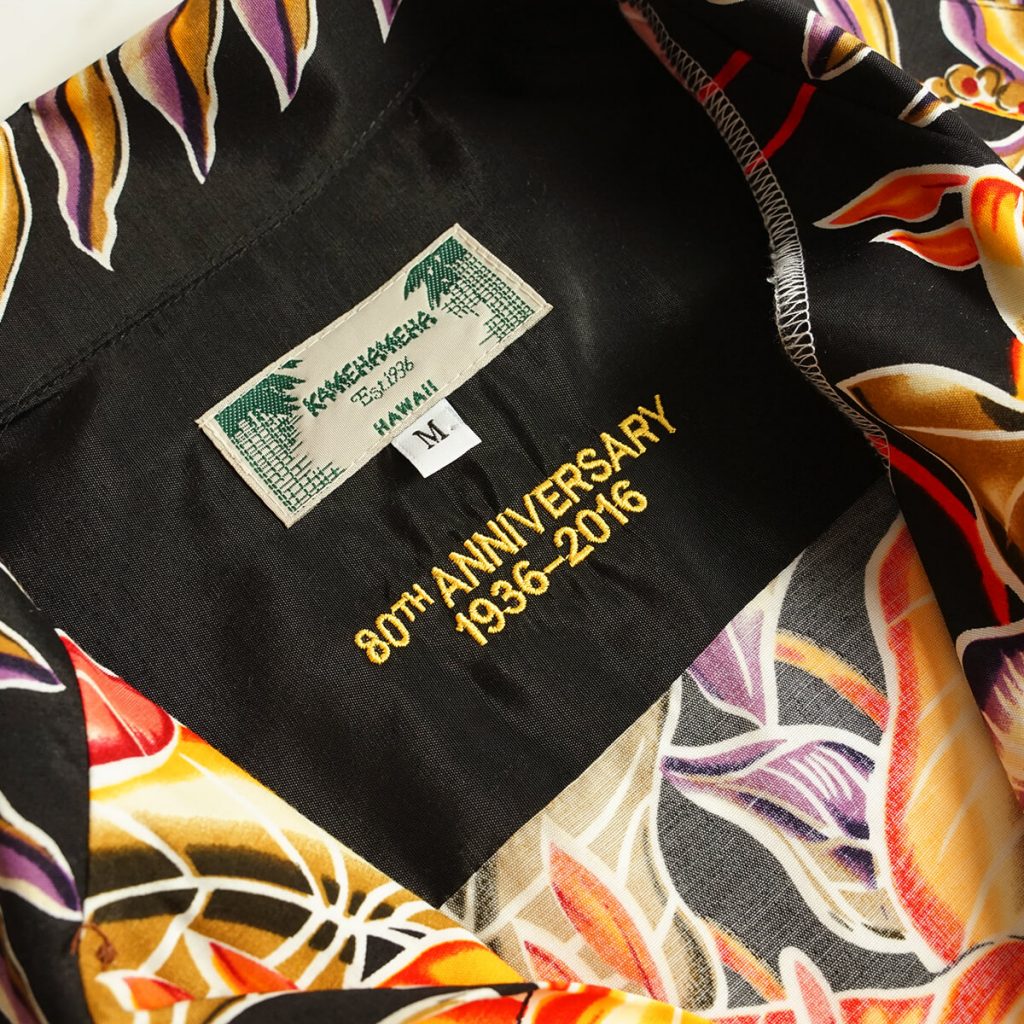 KAMEHAMEHA
Est.1936
HAWAII
M
80TH ANNIVERSARY
1936–2016